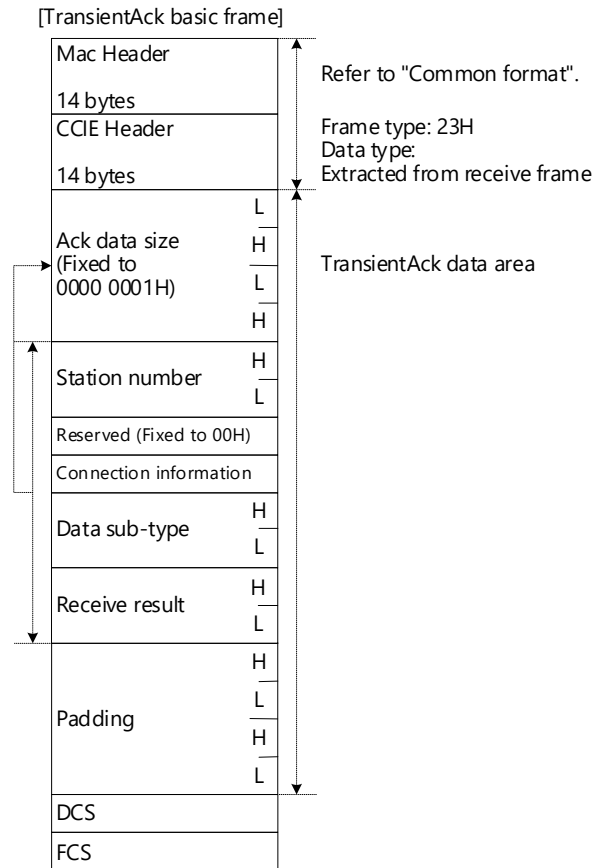 [TransientAck basic frame]
Mac Header
14 bytes
Refer to "Common format".
CCIE Header
14 bytes
Frame type: 23H
Data type:
Extracted from receive frame
Ack data size
(Fixed to
0000 0001H)
L
H
L
H
TransientAck data area
Station number
H
L
Reserved (Fixed to 00H)
Connection information
Data sub-type
H
L
Receive result
H
L
Padding
H
L
H
L
DCS
FCS